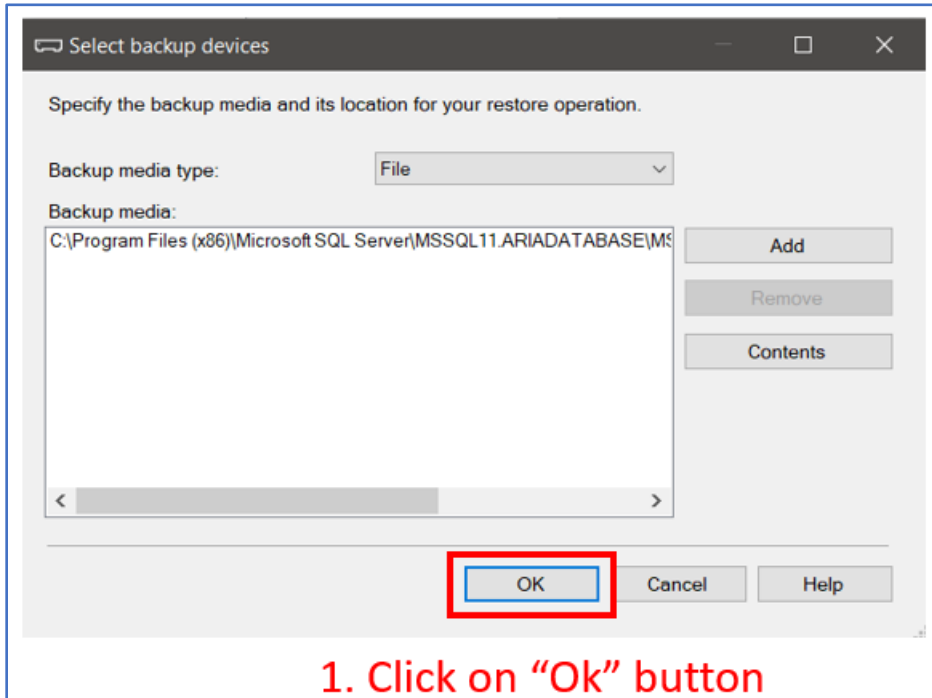 Select backup devices
Specify the backup media and its location for your restore operation.
Backup media type:
File
Backup media:
C:\Program Files (x86)\Microsoft SQL Server\MSSQL11.ARIADATABASE\MS
Add
Remove
Contents
OK
Cancel
Help
1. Click on “Ok” button